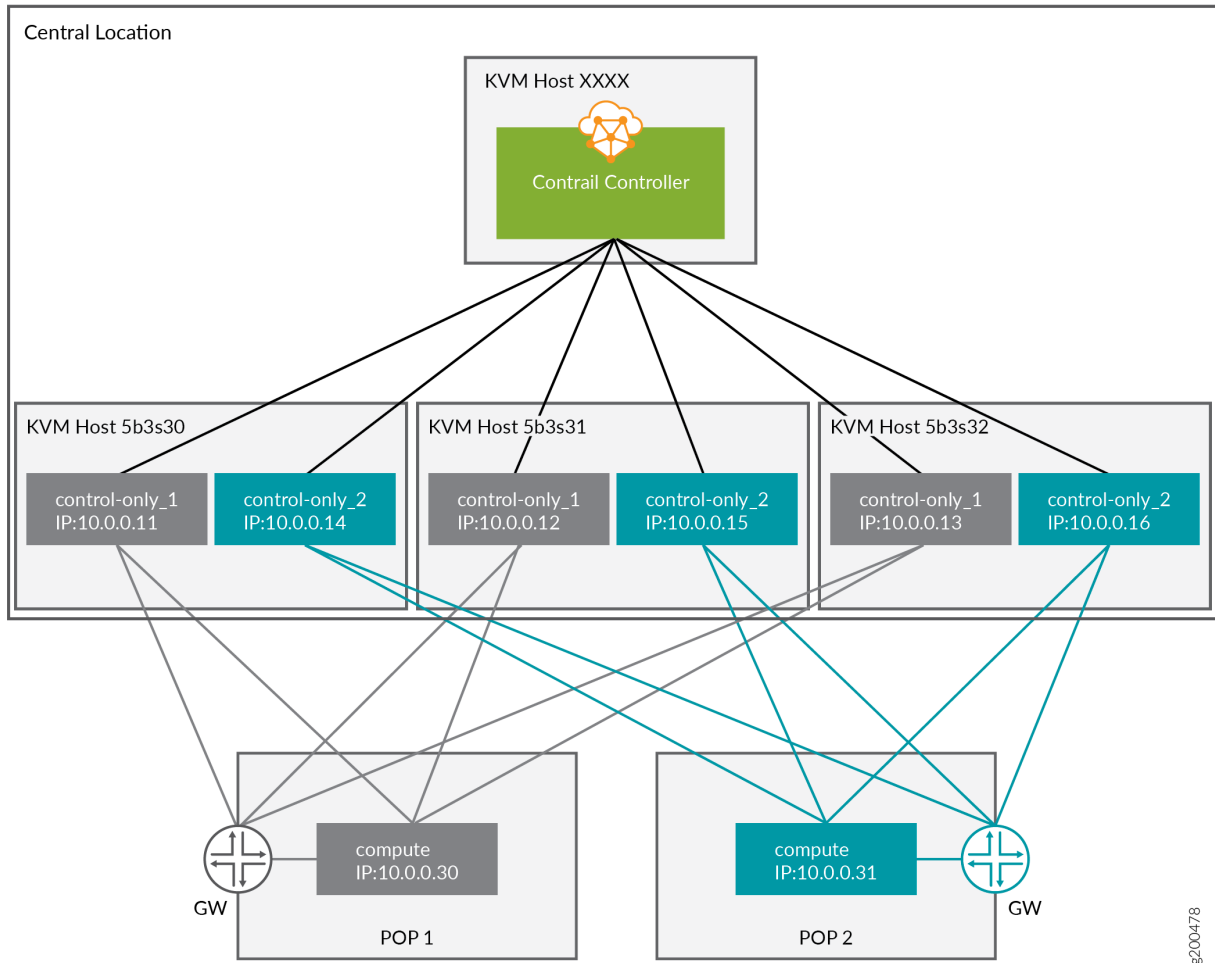 Central Location
KVM Host XXXX
Contrail Controller
KVM Host 5b3s30
control-only_1
IP:10.0.0.11
control-only_2
IP:10.0.0.14
KVM Host 5b3s31
control-only_1
IP:10.0.0.12
control-only_2
IP:10.0.0.15
KVM Host 5b3s32
control-only_1
IP:10.0.0.13
control-only_2
IP:10.0.0.16
GW
compute
IP:10.0.0.30
POP 1
compute
IP:10.0.0.31
GW
POP 2
g200478